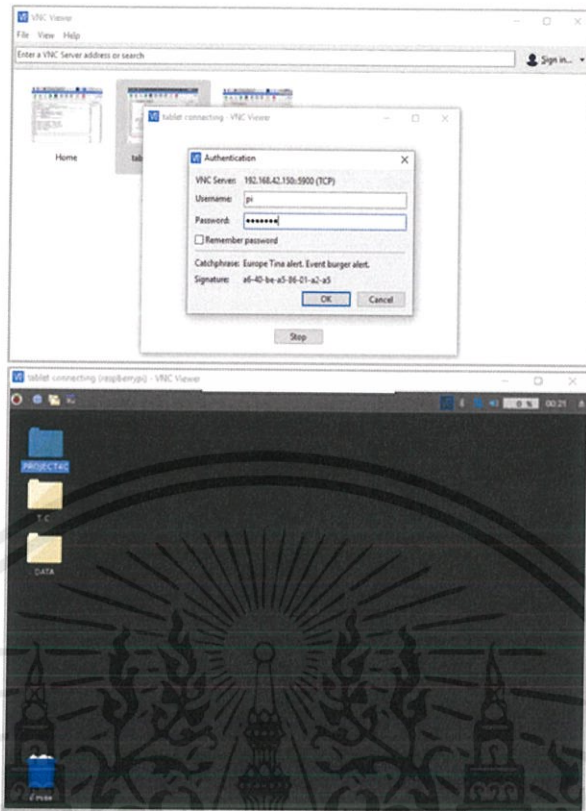 VNC Viewer
File View Help
Enter a VNC Server address or search
Sign in...
Home
tablet connecting - VNC Viewer
Authentication
VNC Server: 192.168.42.150::5900 (TCP)
Username: pi
Password: •••••••
Remember password
Catchphrase: Europe Tina alert. Event burger alert.
Signature: a6-40-be-a5-86-01-a2-a5
OK Cancel
Stop
tablet connecting (raspberrypi) - VNC Viewer
0 % 00:21
PROJECT4C
T.C
DATA